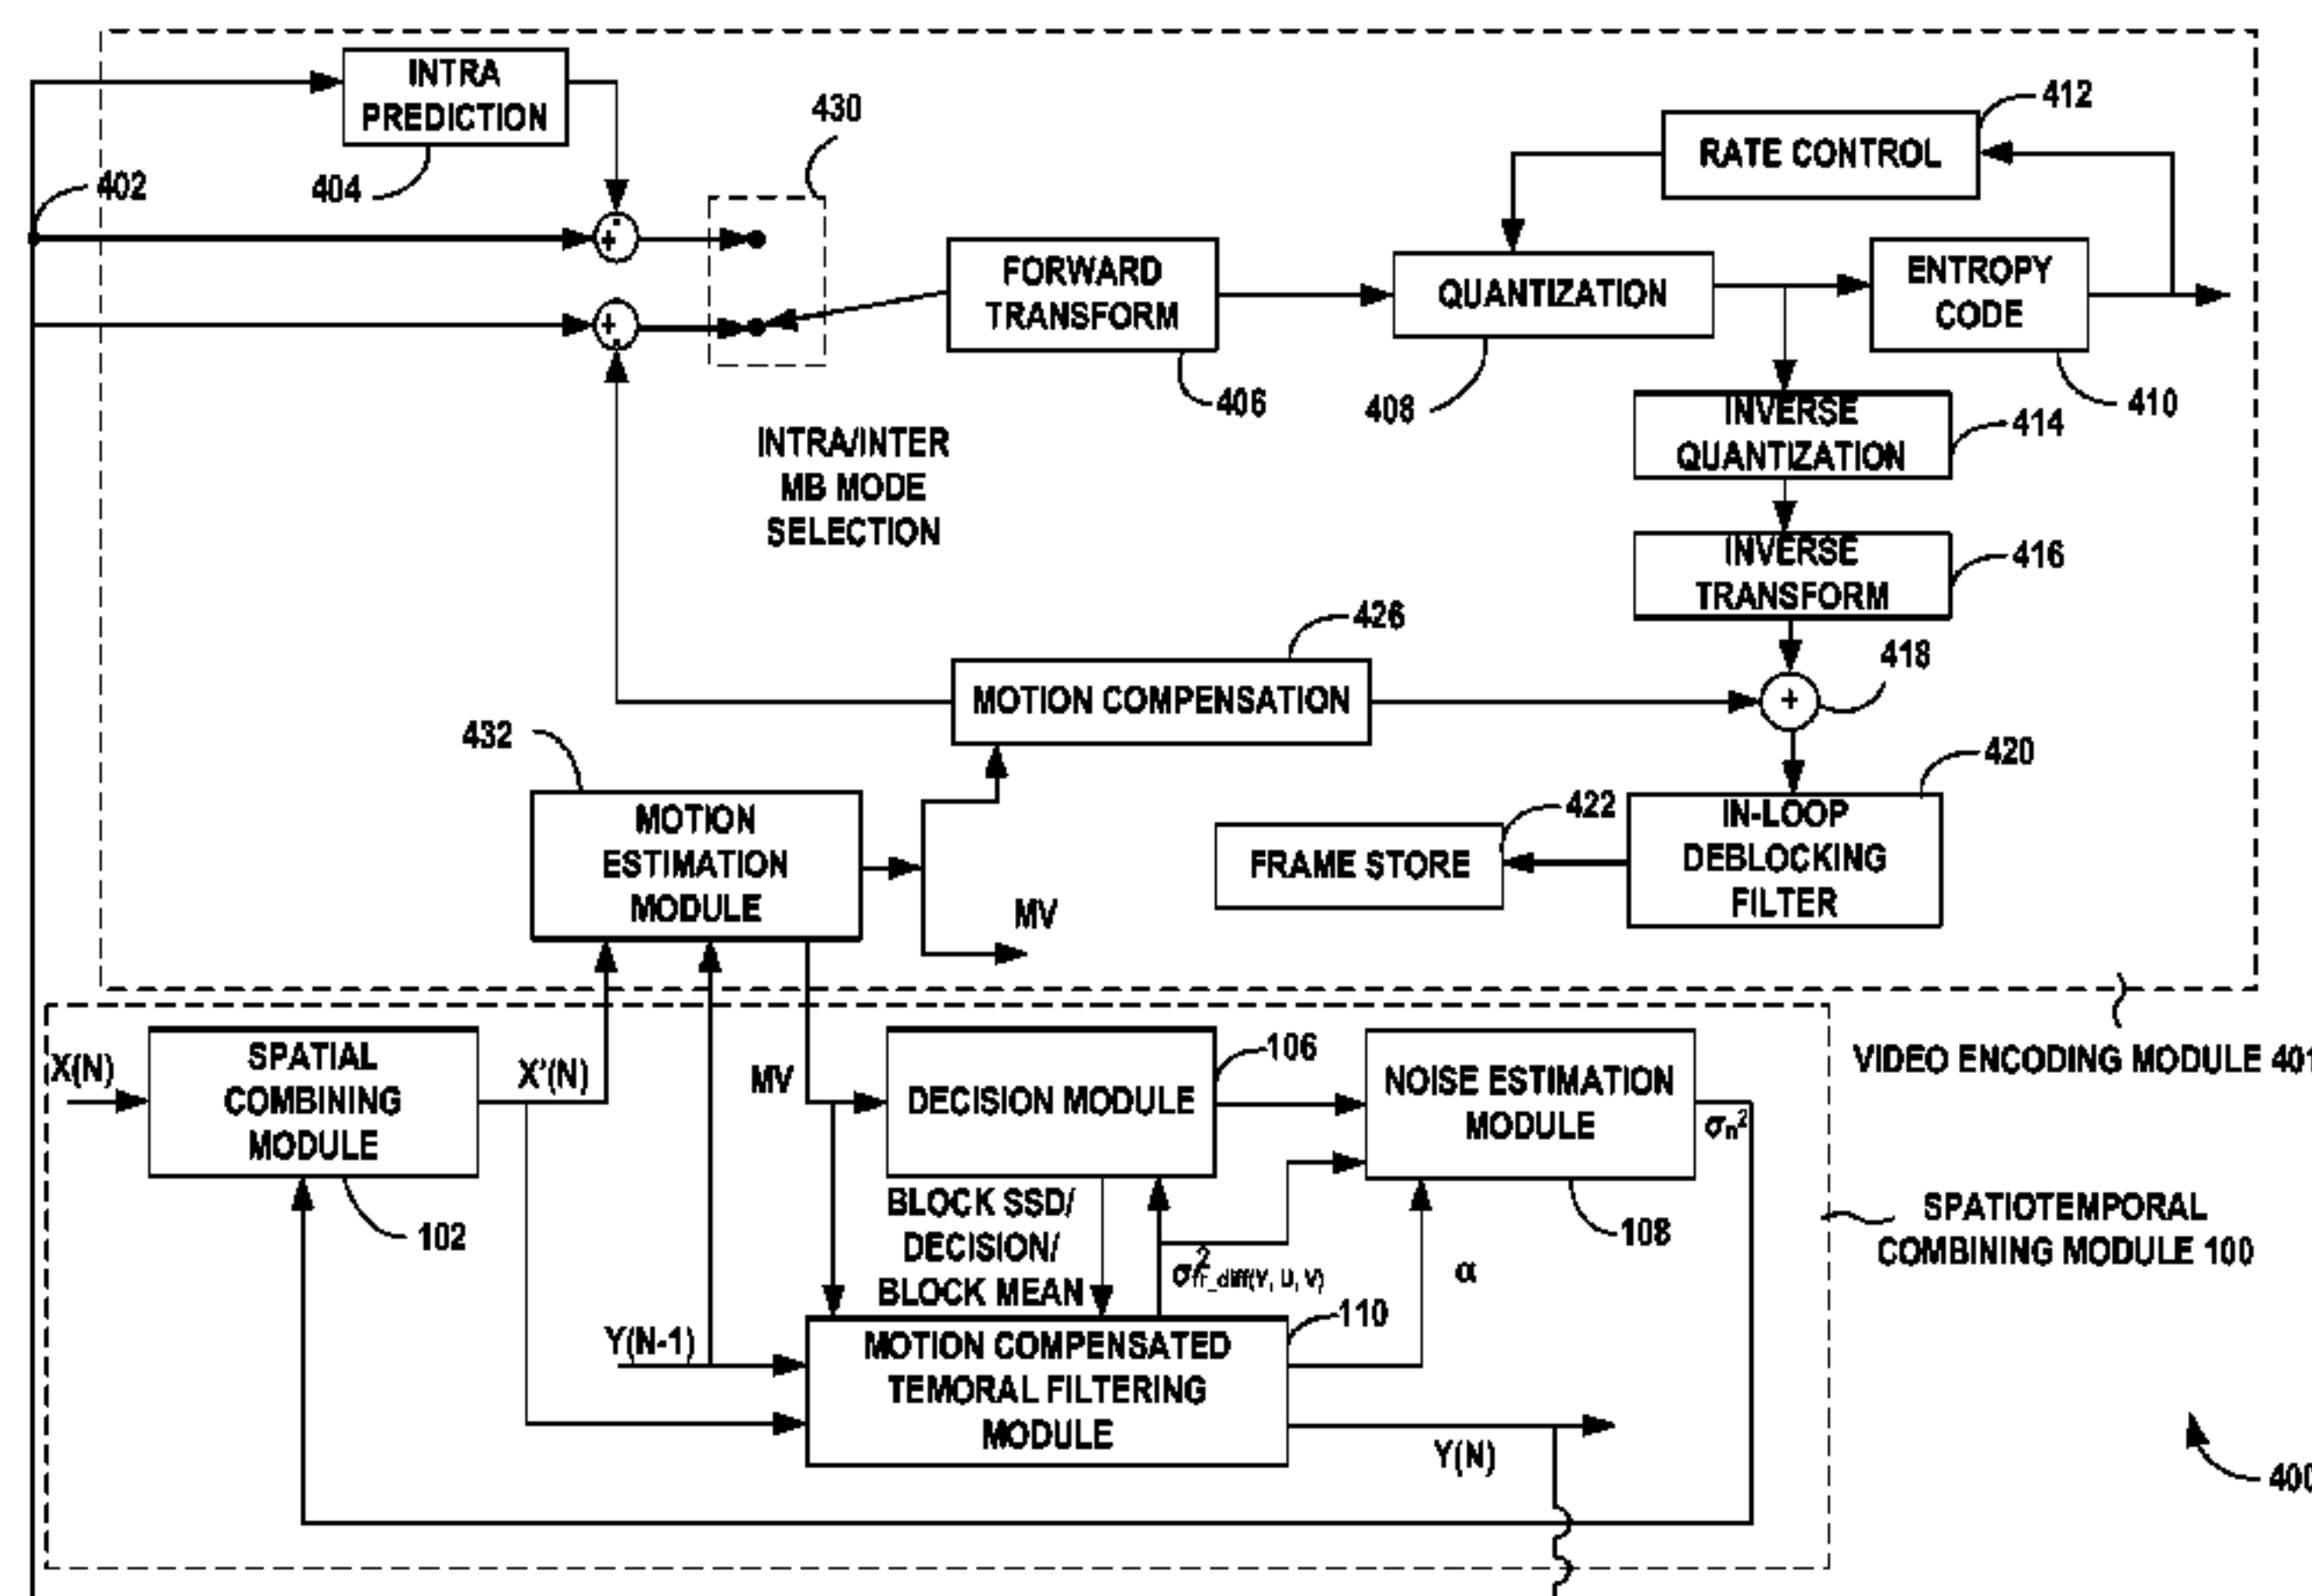 INTRA
PREDICTION
404
402
430
412
RATE CONTROL
+
-
+
-
FORWARD
TRANSFORM
406
QUANTIZATION
408
ENTROPY
CODE
410
INTRA/INTER
MB MODE
SELECTION
INVERSE
QUANTIZATION
414
INVERSE
TRANSFORM
416
426
MOTION COMPENSATION
+
418
432
MOTION
ESTIMATION
MODULE
MV
FRAME STORE
422
IN-LOOP
DEBLOCKING
FILTER
420
VIDEO ENCODING MODULE 401
X(N)
SPATIAL
COMBINING
MODULE
102
X'(N)
MV
DECISION MODULE
106
NOISE ESTIMATION
MODULE
108
σn²
SPATIOTEMPORAL
COMBINING MODULE 100
BLOCK SSD/
DECISION/
BLOCK MEAN
σ²fr_diff(Y, U, V)
α
110
Y(N-1)
MOTION COMPENSATED
TEMORAL FILTERING
MODULE
Y(N)
400